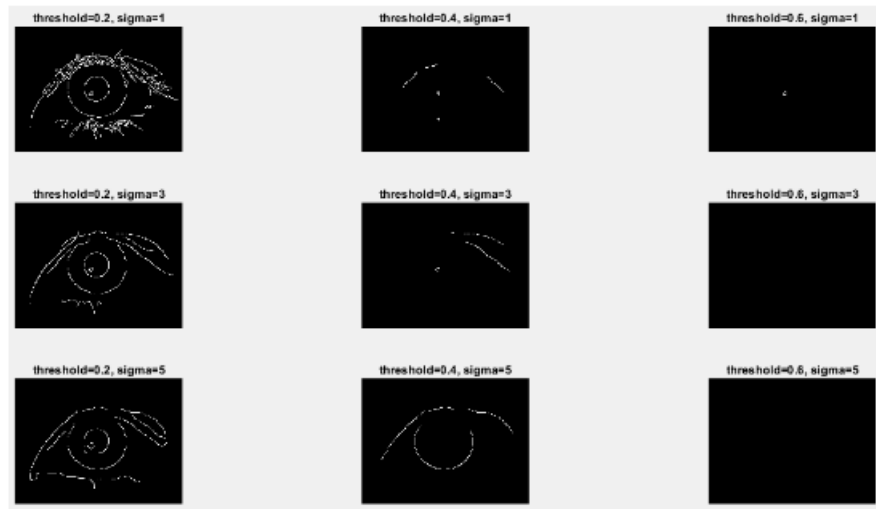 threshold=0.2, sigma=1
threshold=0.4, sigma=1
threshold=0.6, sigma=1
threshold=0.2, sigma=3
threshold=0.4, sigma=3
threshold=0.6, sigma=3
threshold=0.2, sigma=5
threshold=0.4, sigma=5
threshold=0.6, sigma=5